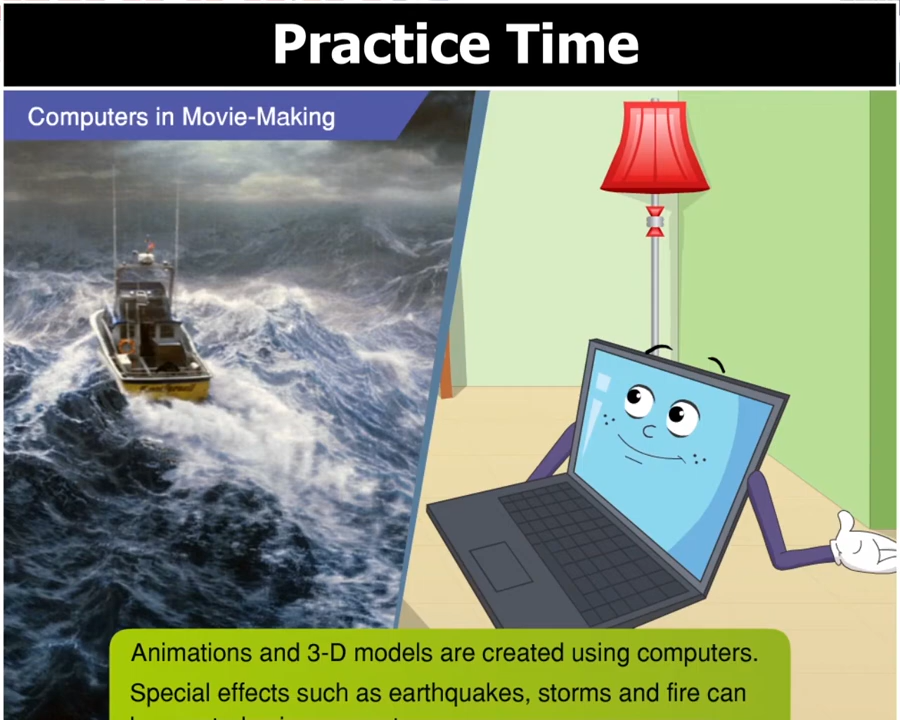 Practice Time
Computers in Movie-Making
Animations and 3-D models are created using computers.
Special effects such as earthquakes, storms and fire can